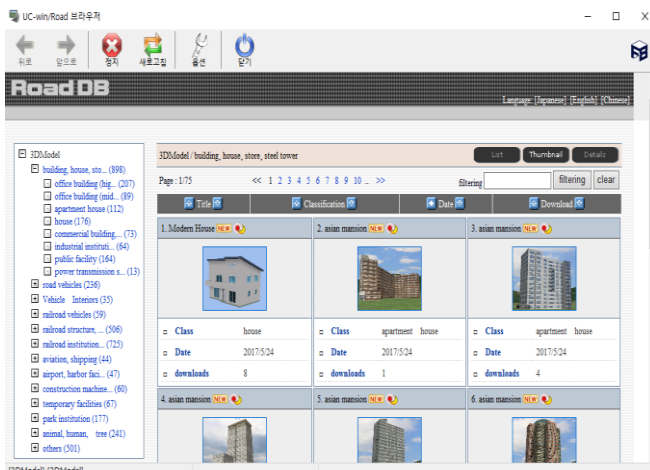 UC-win/Road 브라우저
뒤로 앞으로 정지 새로고침 옵션 닫기
Road DB
Language: [Japanese] [English] [Chinese]
3DModel
building, house, sto... (898)
office building (hig... (207)
office building (mid... (89)
apartment house (112)
house (176)
commercial building,... (73)
industrial instituti... (64)
public facility (164)
power transmission s... (13)
road vehicles (236)
Vehicle Interiors (35)
railroad vehicles (59)
railroad structure, ... (506)
railroad institution... (725)
aviation, shipping (44)
airport, harbor faci... (47)
construction machine... (60)
temporary facilities (67)
park institution (177)
animal, human, tree (241)
others (501)
3DModel / building, house, store, steel tower
List Thumbnail Details
Page : 1/75 << 1 2 3 4 5 6 7 8 9 10 .. >> filtering filtering clear
Title Classification Date Download
1. Modern House NEW 2. asian mansion NEW 3. asian mansion NEW
Class house Class apartment house Class apartment house
Date 2017/5/24 Date 2017/5/24 Date 2017/5/24
downloads 8 downloads 1 downloads 4
4. asian mansion NEW 5. asian mansion NEW 6. asian mansion NEW